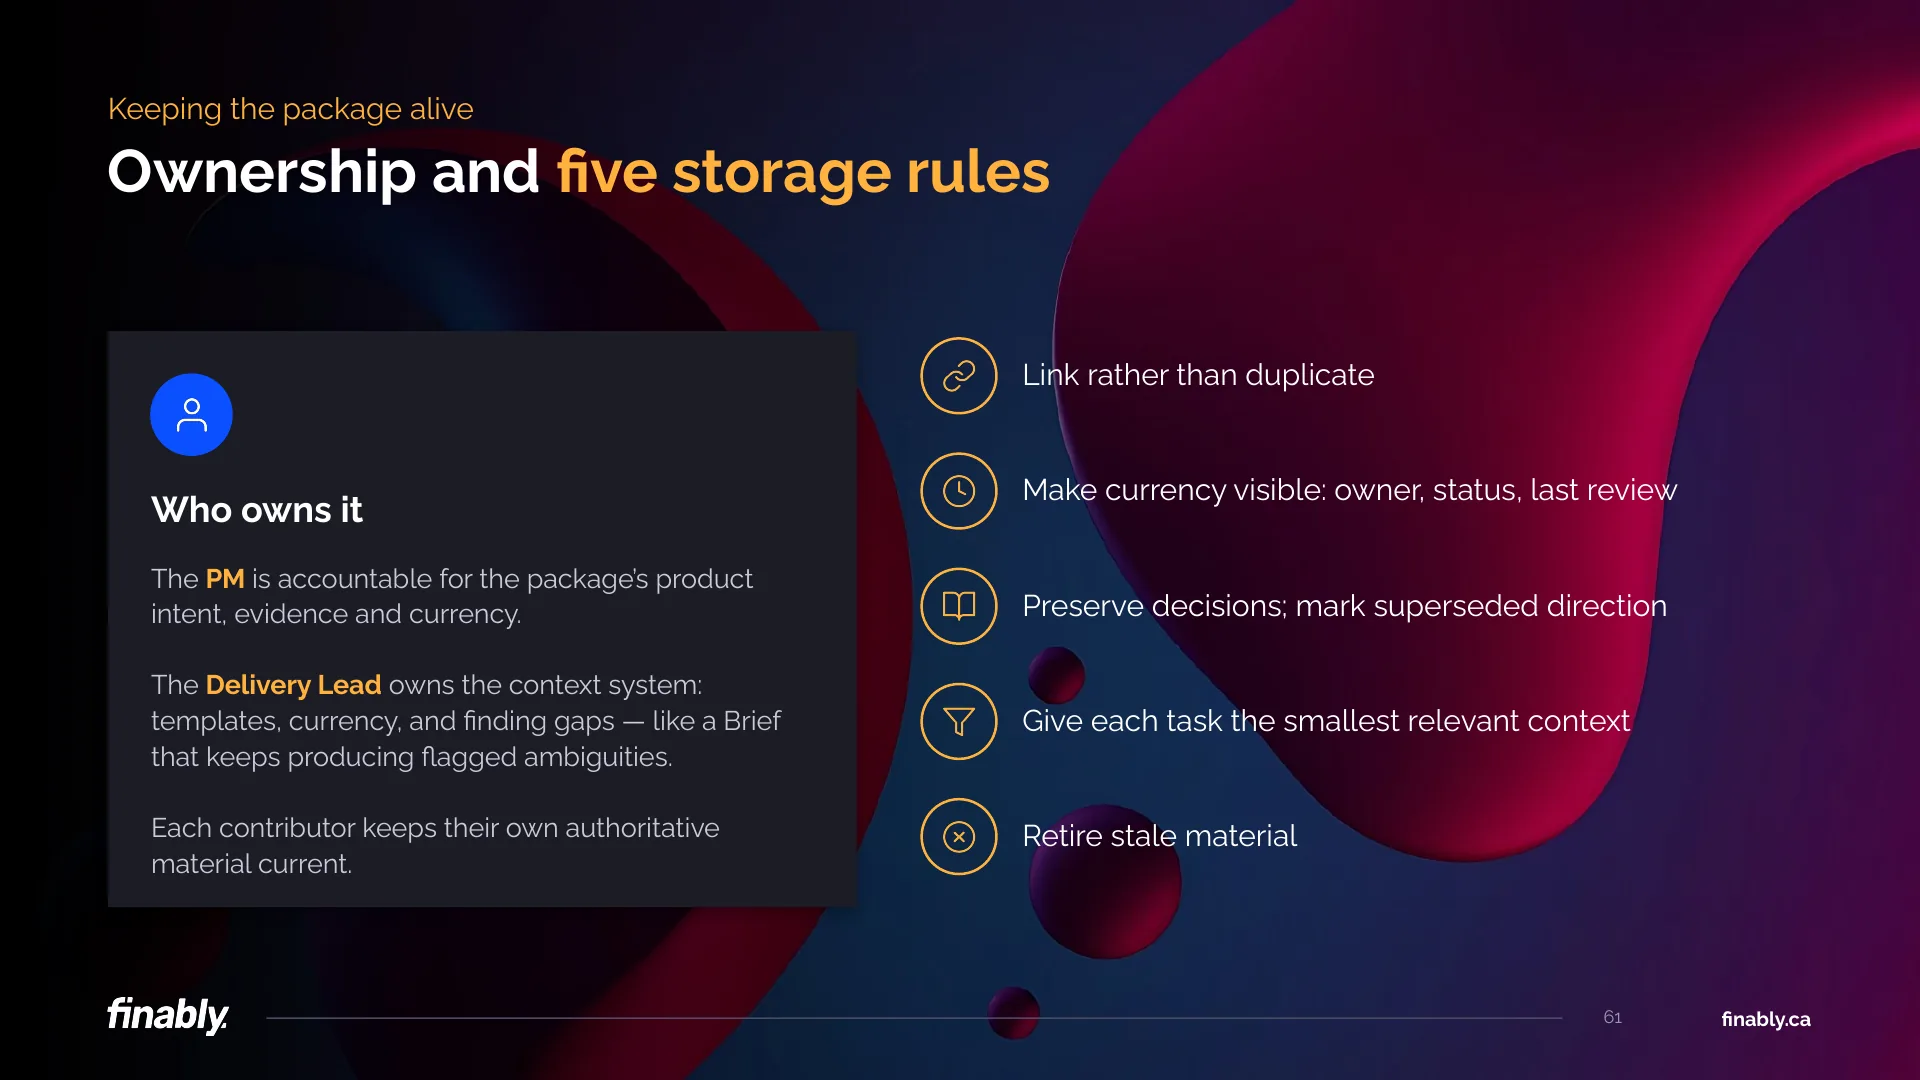 Keeping the package alive
Ownership and five storage rules
Who owns it
The PM is accountable for the package’s product
intent, evidence and currency.
The Delivery Lead owns the context system:
templates, currency, and finding gaps — like a Brief
that keeps producing flagged ambiguities.
Each contributor keeps their own authoritative
material current.
Link rather than duplicate
Make currency visible: owner, status, last review
Preserve decisions; mark superseded direction
Give each task the smallest relevant context
Retire stale material
finably.
61
finably.ca